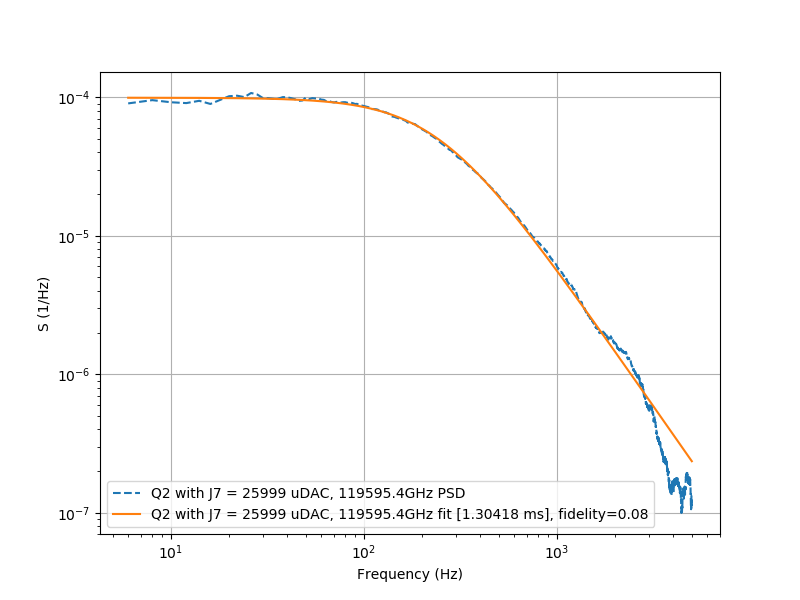 10⁻⁴
10⁻⁵
10⁻⁶
10⁻⁷
S (1/Hz)
Q2 with J7 = 25999 uDAC, 119595.4GHz PSD
Q2 with J7 = 25999 uDAC, 119595.4GHz fit [1.30418 ms], fidelity=0.08
10¹ 10² 10³
Frequency (Hz)